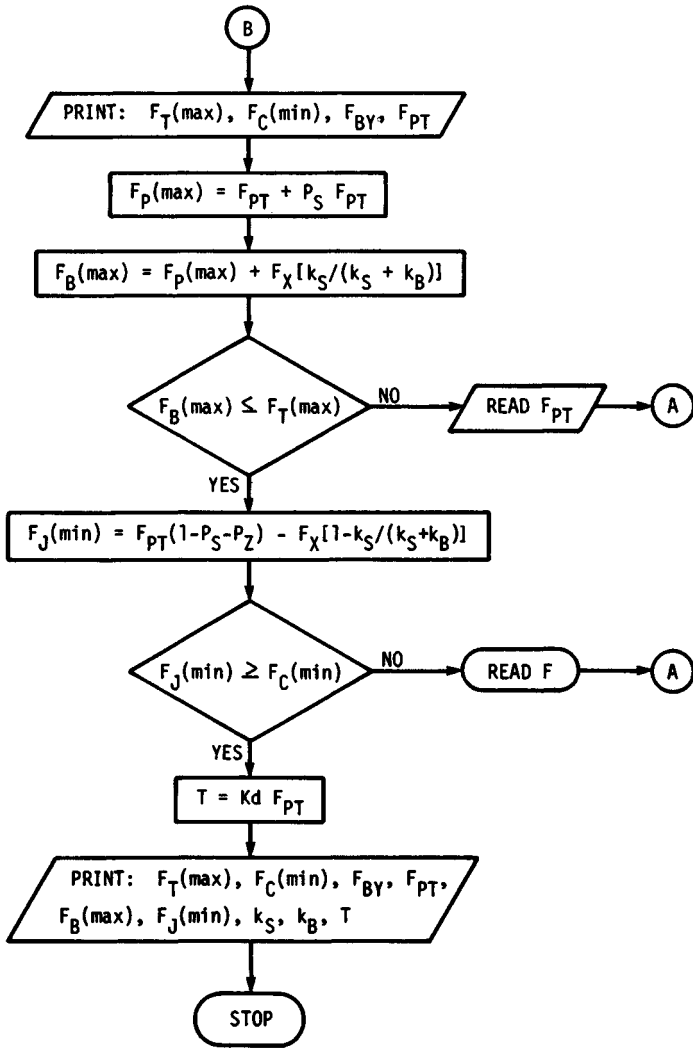 B
PRINT: F_T(max), F_C(min), F_BY, F_PT
F_P(max) = F_PT + P_S F_PT
F_B(max) = F_P(max) + F_X[k_S/(k_S + k_B)]
F_B(max) ≤ F_T(max)
NO
READ F_PT
A
YES
F_J(min) = F_PT(1-P_S-P_Z) - F_X[1-k_S/(k_S+k_B)]
F_J(min) ≥ F_C(min)
NO
READ F
A
YES
T = Kd F_PT
PRINT: F_T(max), F_C(min), F_BY, F_PT,
F_B(max), F_J(min), k_S, k_B, T
STOP